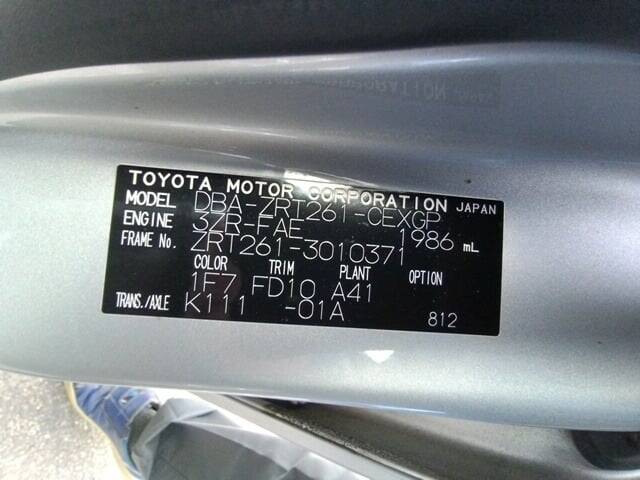 TOYOTA MOTOR CORPORATION JAPAN
MODEL DBA-ZRT261-CEXGP
ENGINE 3ZR-FAE 1986 mL
FRAME No. ZRT261-3010371
COLOR TRIM PLANT OPTION
1F7 FD10 A41
TRANS./AXLE K111 -01A 812